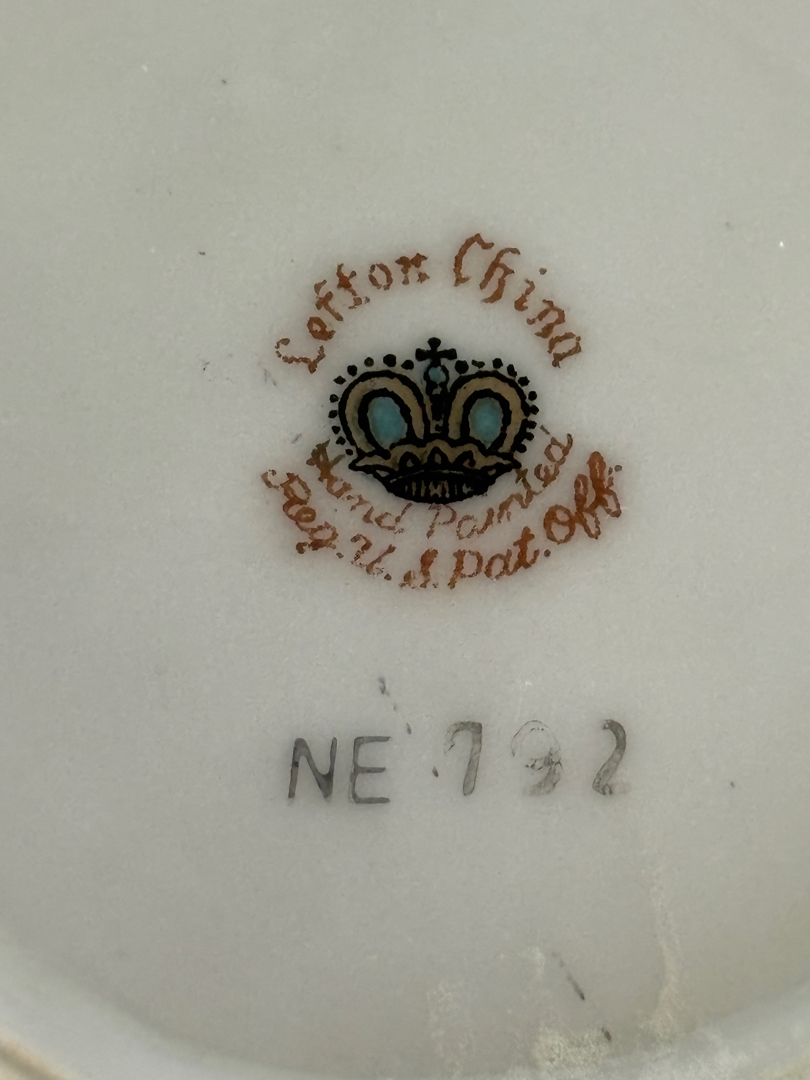 Lefton China
Hand Painted
Reg. U. S. Pat. Off.
NE 792